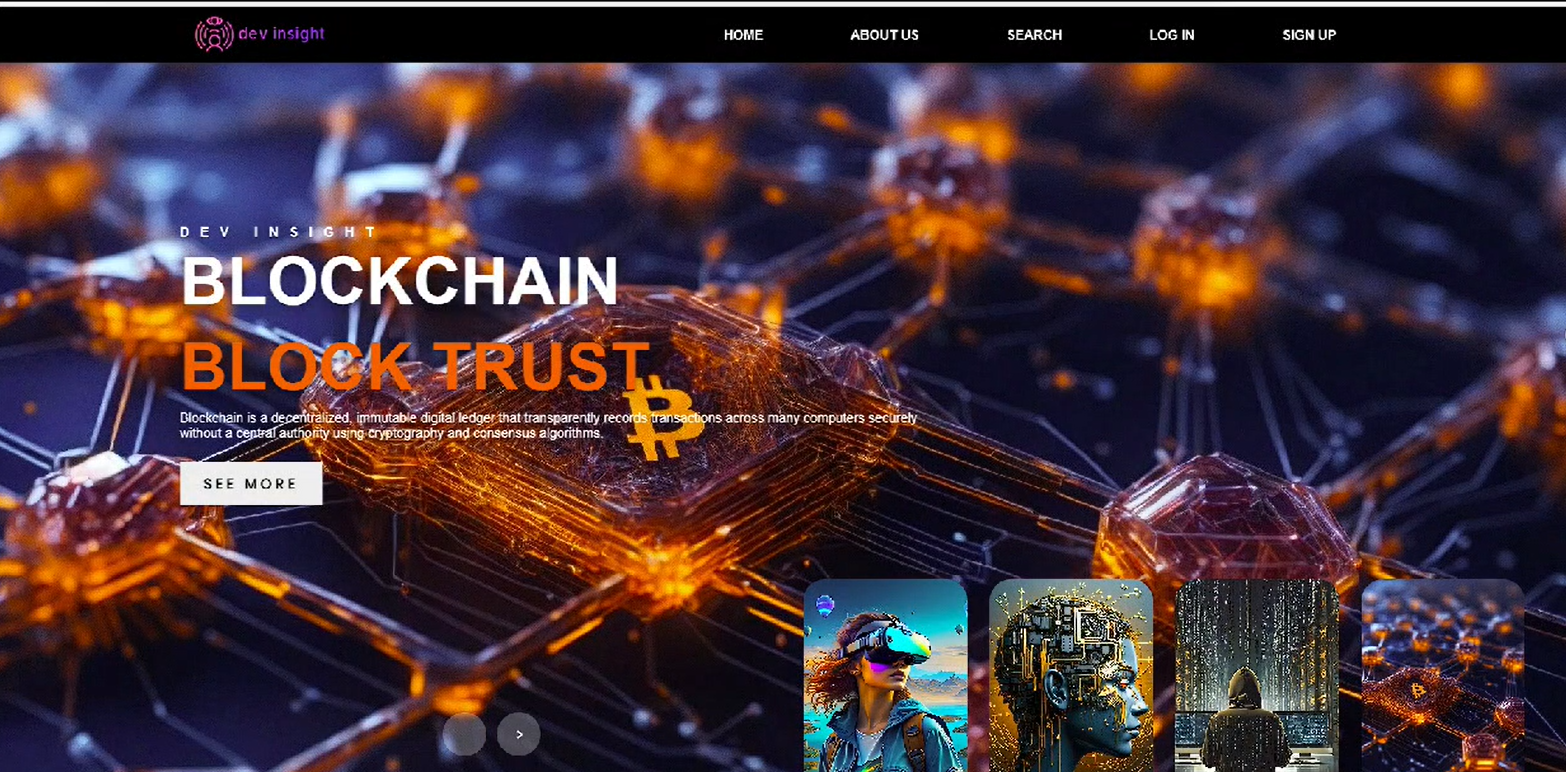 dev insight
HOME ABOUT US SEARCH LOG IN SIGN UP
DEV INSIGHT
BLOCKCHAIN
BLOCK TRUST
Blockchain is a decentralized, immutable digital ledger that transparently records transactions across many computers securely
without a central authority using cryptography and consensus algorithms.
SEE MORE
>